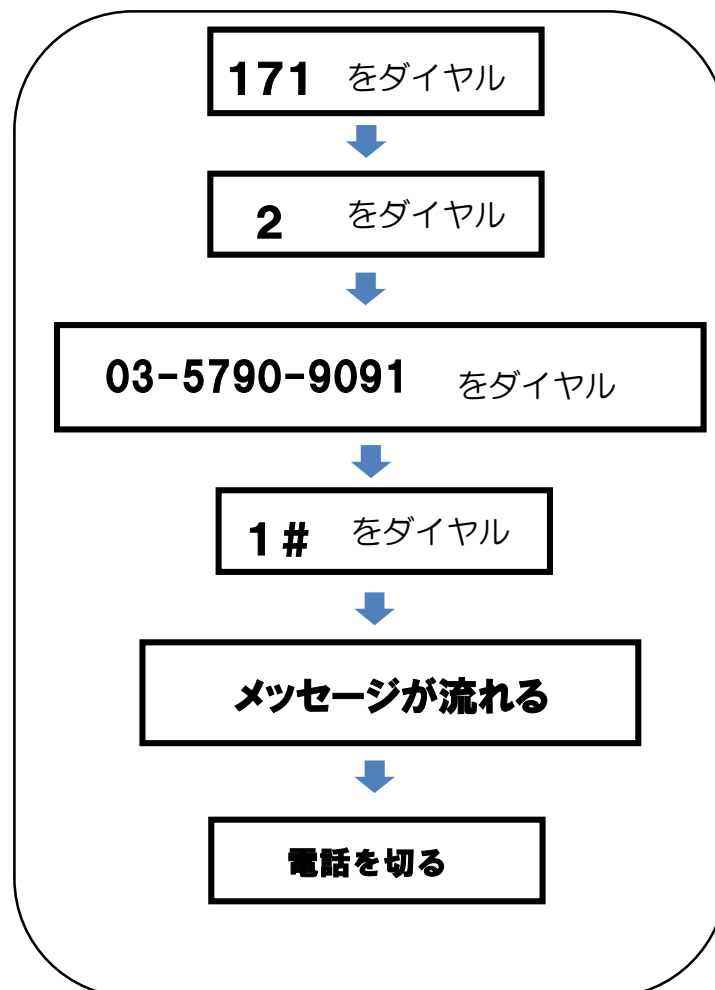 171 をダイヤル
2 をダイヤル
03-5790-9091 をダイヤル
1# をダイヤル
メッセージが流れる
電話を切る